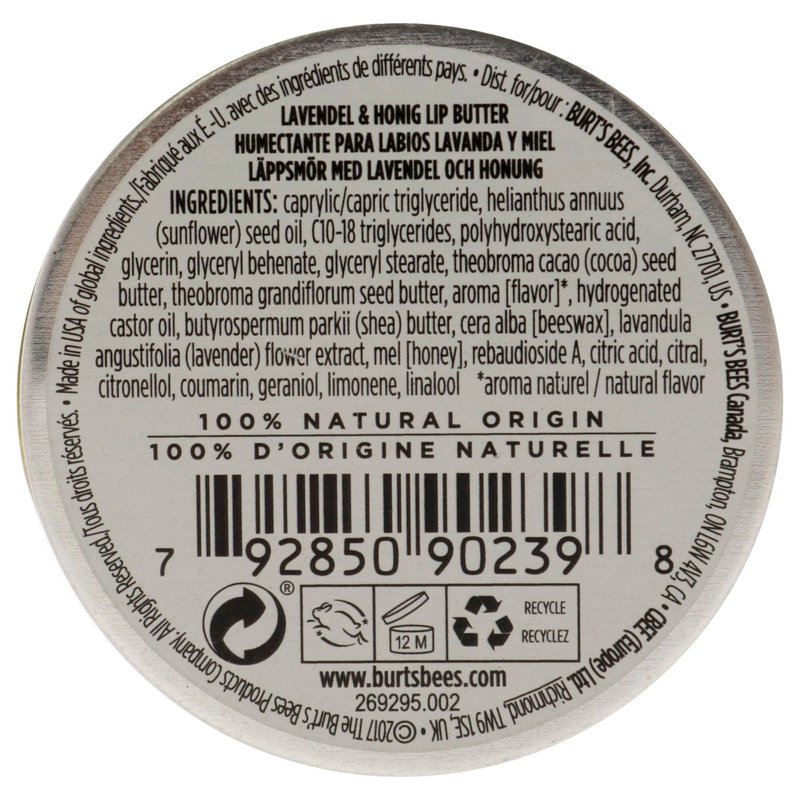 LAVENDEL & HONIG LIP BUTTER
HUMECTANTE PARA LABIOS LAVANDA Y MIEL
LÄPPSMÖR MED LAVENDEL OCH HONUNG
INGREDIENTS: caprylic/capric triglyceride, helianthus annuus
(sunflower) seed oil, C10-18 triglycerides, polyhydroxystearic acid,
glycerin, glyceryl behenate, glyceryl stearate, theobroma cacao (cocoa) seed
butter, theobroma grandiflorum seed butter, aroma [flavor]*, hydrogenated
castor oil, butyrospermum parkii (shea) butter, cera alba [beeswax], lavandula
angustifolia (lavender) flower extract, mel [honey], rebaudioside A, citric acid, citral,
citronellol, coumarin, geraniol, limonene, linalool *aroma naturel / natural flavor
100% NATURAL ORIGIN
100% D'ORIGINE NATURELLE
7 92850 90239 8
®
12 M
RECYCLE
RECYCLEZ
www.burtsbees.com
269295.002
• Dist. for/pour : BURT'S BEES, Inc. Durham, NC 27701, US • BURT'S BEES Canada, Brampton, ON L6W 4V3, CA • CBEE (Europe) Ltd. Richmond, TW9 1SE, UK • ©2017 The Burt's Bees Products Company. All Rights Reserved./Tous droits réservés. • Made in USA of global ingredients./Fabriqué aux É.-U. avec des ingrédients de différents pays.